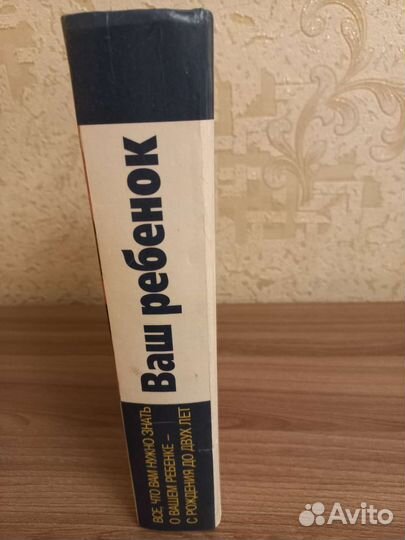 Ваш ребенок
ВСЕ, ЧТО ВАМ НУЖНО ЗНАТЬ
О ВАШЕМ РЕБЕНКЕ –
С РОЖДЕНИЯ ДО ДВУХ ЛЕТ
Avito